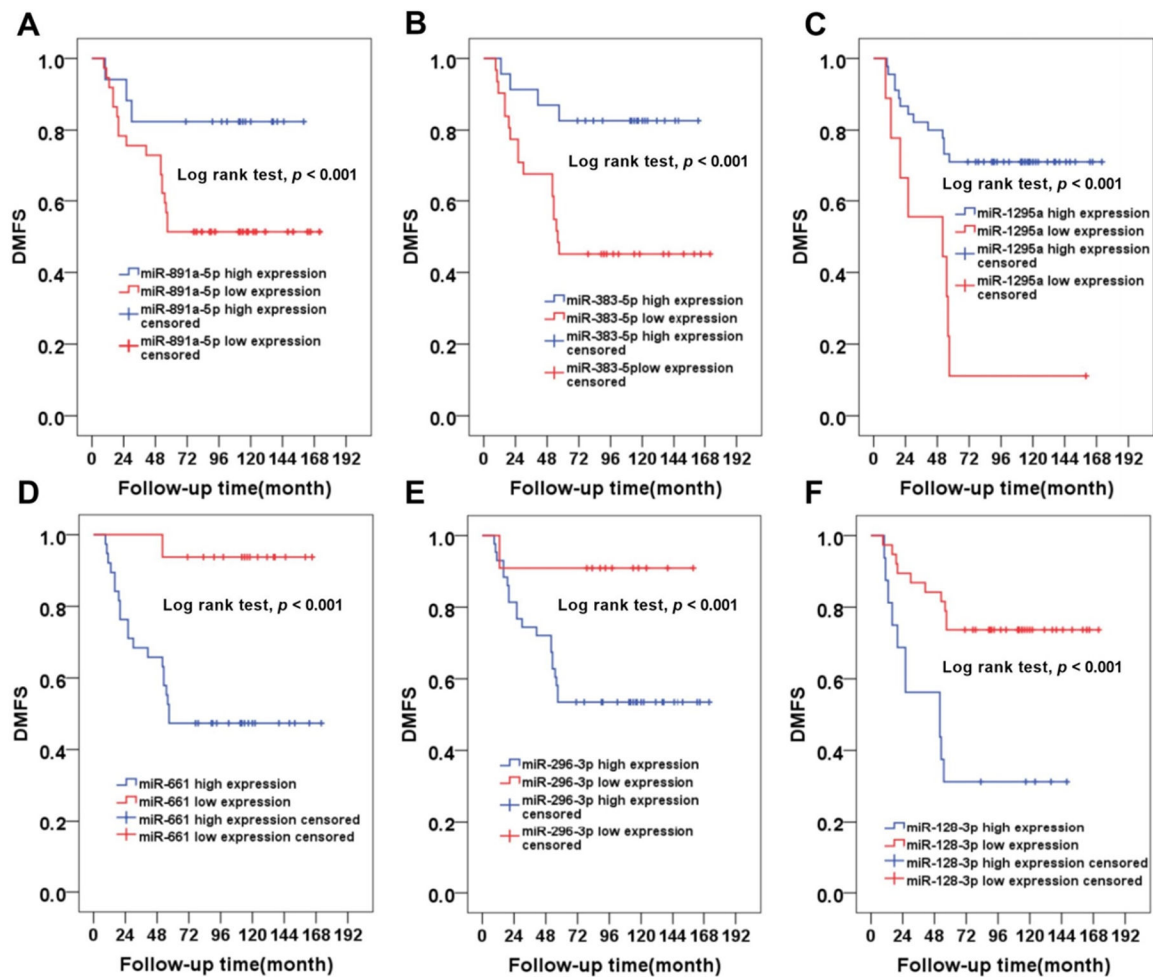 A
1.0
0.8
0.6
0.4
0.2
0.0
DMFS
Log rank test, p < 0.001
miR-891a-5p high expression
miR-891a-5p low expression
miR-891a-5p high expression
censored
miR-891a-5p low expression
censored
0 24 48 72 96 120 144 168 192
Follow-up time(month)
B
1.0
0.8
0.6
0.4
0.2
0.0
DMFS
Log rank test, p < 0.001
miR-383-5p high expression
miR-383-5p low expression
miR-383-5p high expression
censored
miR-383-5plow expression
censored
0 24 48 72 96 120 144 168 192
Follow-up time(month)
C
1.0
0.8
0.6
0.4
0.2
0.0
DMFS
Log rank test, p < 0.001
miR-1295a high expression
miR-1295a low expression
miR-1295a high expression
censored
miR-1295a low expression
censored
0 24 48 72 96 120 144 168 192
Follow-up time(month)
D
1.0
0.8
0.6
0.4
0.2
0.0
DMFS
Log rank test, p < 0.001
miR-661 high expression
miR-661 low expression
miR-661 high expression censored
miR-661 low expression censored
0 24 48 72 96 120 144 168 192
Follow-up time(month)
E
1.0
0.8
0.6
0.4
0.2
0.0
DMFS
Log rank test, p < 0.001
miR-296-3p high expression
miR-296-3p low expression
miR-296-3p high expression
censored
miR-296-3p low expression
censored
0 24 48 72 96 120 144 168 192
Follow-up time(month)
F
1.0
0.8
0.6
0.4
0.2
0.0
DMFS
Log rank test, p < 0.001
miR-128-3p high expression
miR-128-3p low expression
miR-128-3p high expression censored
miR-128-3p low expression censored
0 24 48 72 96 120 144 168 192
Follow-up time(month)